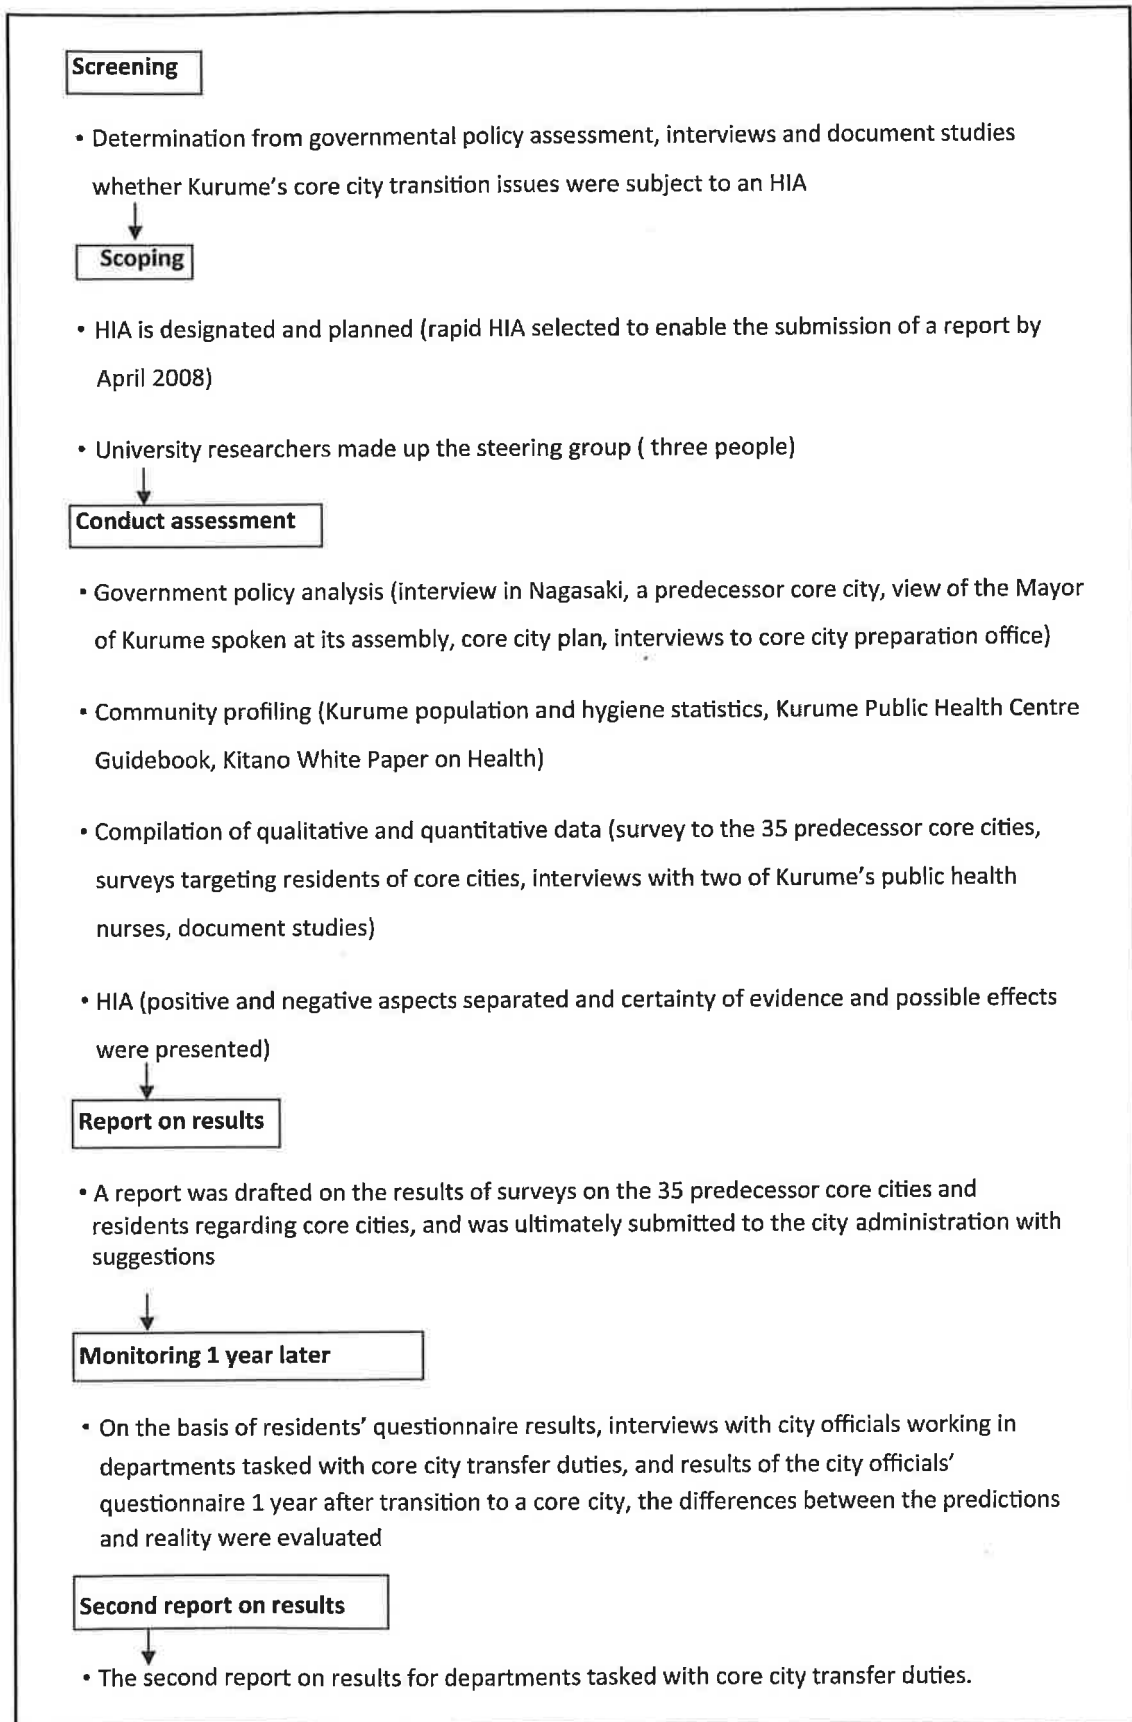 Screening
• Determination from governmental policy assessment, interviews and document studies
whether Kurume's core city transition issues were subject to an HIA
Scoping
• HIA is designated and planned (rapid HIA selected to enable the submission of a report by
April 2008)
• University researchers made up the steering group ( three people)
Conduct assessment
• Government policy analysis (interview in Nagasaki, a predecessor core city, view of the Mayor
of Kurume spoken at its assembly, core city plan, interviews to core city preparation office)
• Community profiling (Kurume population and hygiene statistics, Kurume Public Health Centre
Guidebook, Kitano White Paper on Health)
• Compilation of qualitative and quantitative data (survey to the 35 predecessor core cities,
surveys targeting residents of core cities, interviews with two of Kurume's public health
nurses, document studies)
• HIA (positive and negative aspects separated and certainty of evidence and possible effects
were presented)
Report on results
• A report was drafted on the results of surveys on the 35 predecessor core cities and
residents regarding core cities, and was ultimately submitted to the city administration with
suggestions
Monitoring 1 year later
• On the basis of residents' questionnaire results, interviews with city officials working in
departments tasked with core city transfer duties, and results of the city officials'
questionnaire 1 year after transition to a core city, the differences between the predictions
and reality were evaluated
Second report on results
• The second report on results for departments tasked with core city transfer duties.